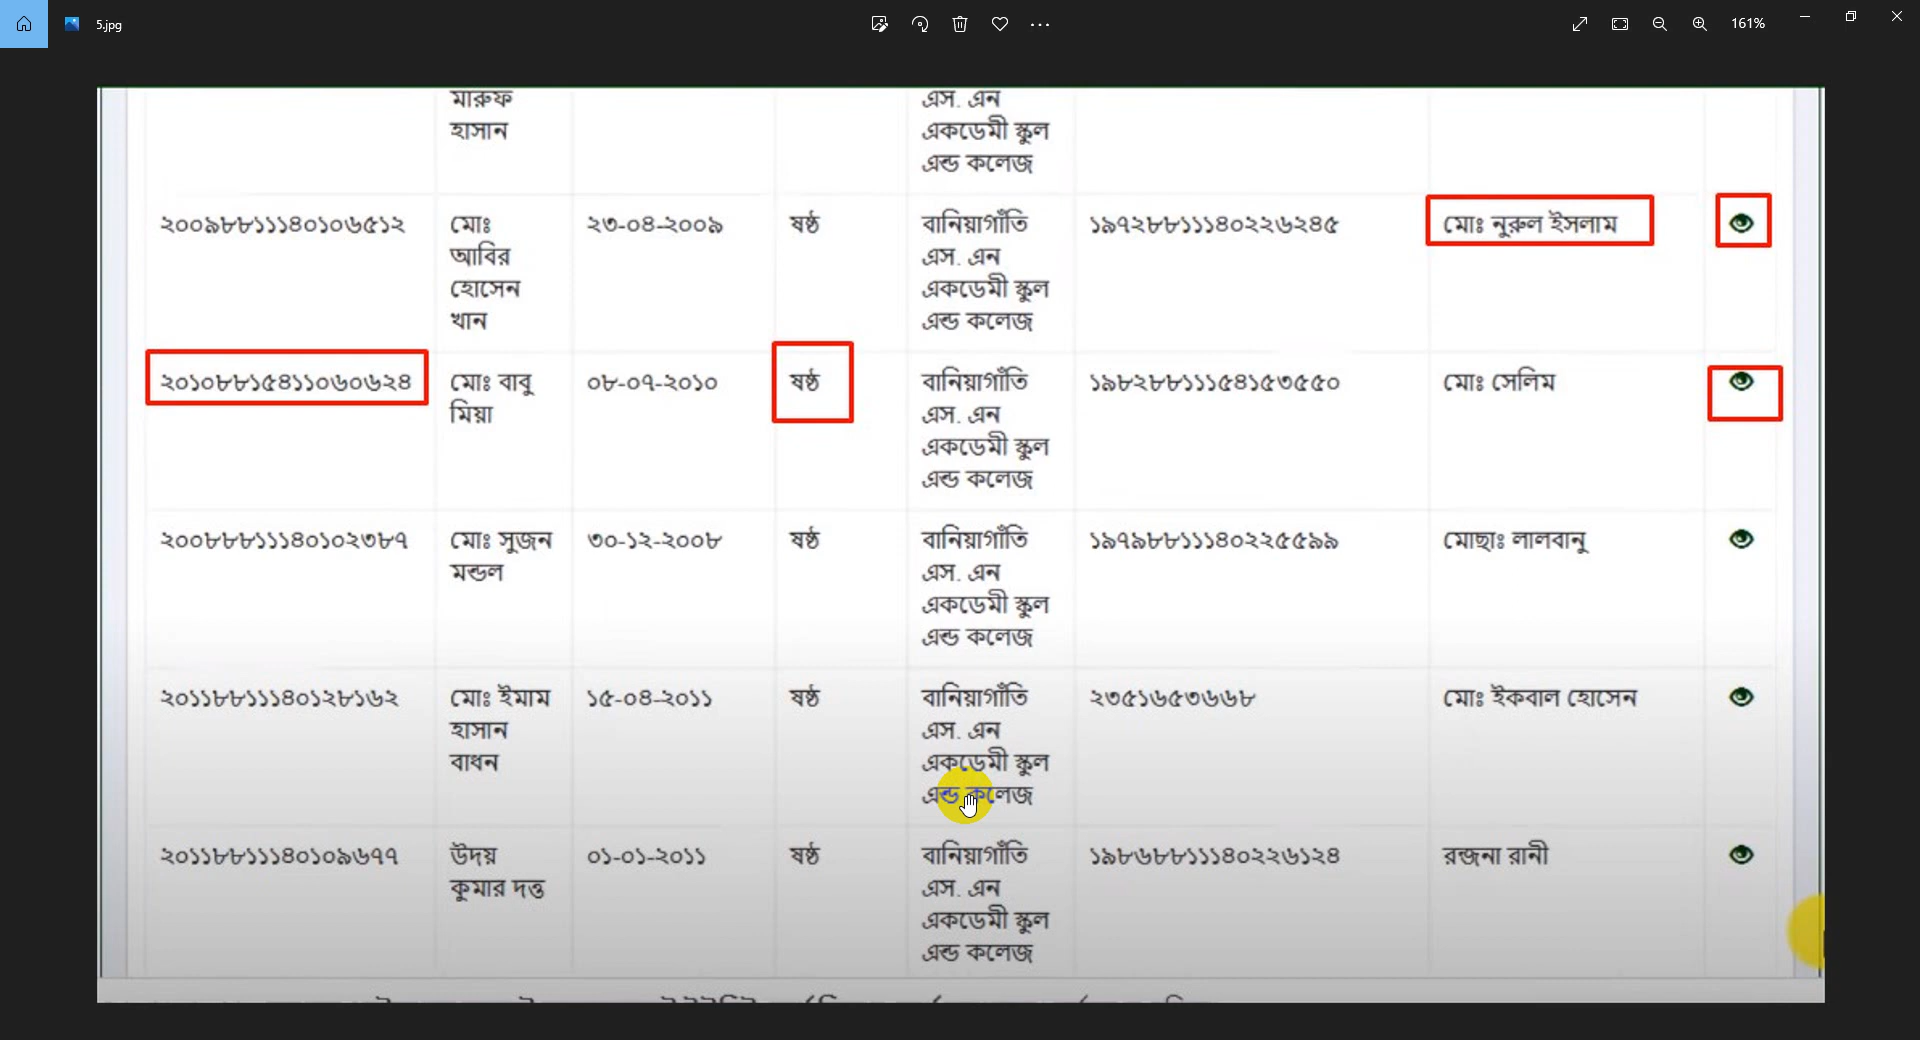 5.jpg
161%
মারুফ
হাসান
এস. এন
একডেমী স্কুল
এন্ড কলেজ
২০০৯৮৮১১১৪০১০৬৫১২
মোঃ
আবির
হোসেন
খান
২৩-০৪-২০০৯
ষষ্ঠ
বানিয়াগাঁতি
এস. এন
একডেমী স্কুল
এন্ড কলেজ
১৯৭২৮৮১১১৪০২২৬২৪৫
মোঃ নুরুল ইসলাম
২০১০৮৮১৫৪১১০৬০৬২৪
মোঃ বাবু
মিয়া
০৮-০৭-২০১০
ষষ্ঠ
বানিয়াগাঁতি
এস. এন
একডেমী স্কুল
এন্ড কলেজ
১৯৮২৮৮১১১৫৪১৫৩৫৫০
মোঃ সেলিম
২০০৮৮৮১১১৪০১০২৩৮৭
মোঃ সুজন
মন্ডল
৩০-১২-২০০৮
ষষ্ঠ
বানিয়াগাঁতি
এস. এন
একডেমী স্কুল
এন্ড কলেজ
১৯৭৯৮৮১১১৪০২২৫৫৯৯
মোছাঃ লালবানু
২০১১৮৮১১১৪০১২৮১৬২
মোঃ ইমাম
হাসান
বাধন
১৫-০৪-২০১১
ষষ্ঠ
বানিয়াগাঁতি
এস. এন
একডেমী স্কুল
এন্ড কলেজ
২৩৫১৬৫৩৬৬৮
মোঃ ইকবাল হোসেন
২০১১৮৮১১১৪০১০৯৬৭৭
উদয়
কুমার দত্ত
০১-০১-২০১১
ষষ্ঠ
বানিয়াগাঁতি
এস. এন
একডেমী স্কুল
এন্ড কলেজ
১৯৮৬৮৮১১১৪০২২৬১২৪
রন্জনা রানী